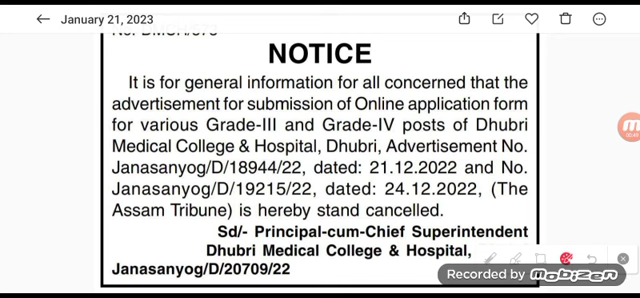 January 21, 2023
NOTICE
It is for general information for all concerned that the
advertisement for submission of Online application form
for various Grade-III and Grade-IV posts of Dhubri
Medical College & Hospital, Dhubri, Advertisement No.
Janasanyog/D/18944/22, dated: 21.12.2022 and No.
Janasanyog/D/19215/22, dated: 24.12.2022, (The
Assam Tribune) is hereby stand cancelled.
Sd/- Principal-cum-Chief Superintendent
Dhubri Medical College & Hospital,
Janasanyog/D/20709/22
Recorded by Mobizen